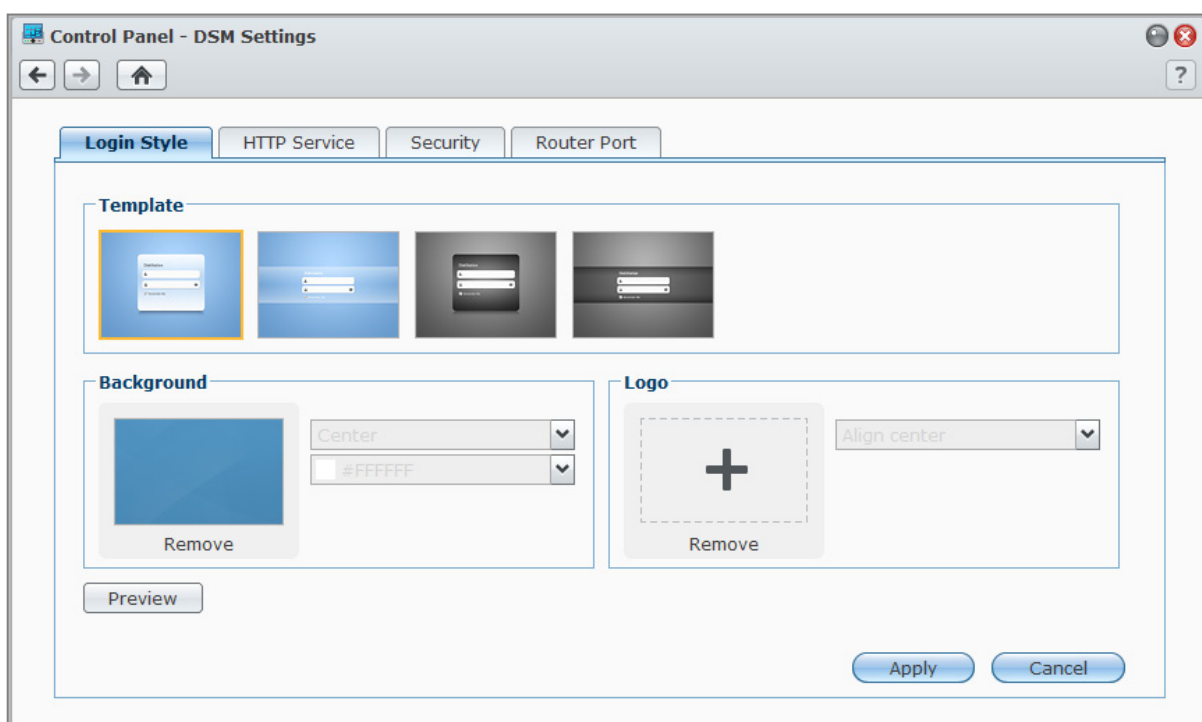 Control Panel - DSM Settings
?
Login Style HTTP Service Security Router Port
Template
Background
Center
#FFFFFF
Remove
Logo
Align center
Remove
Preview
Apply Cancel